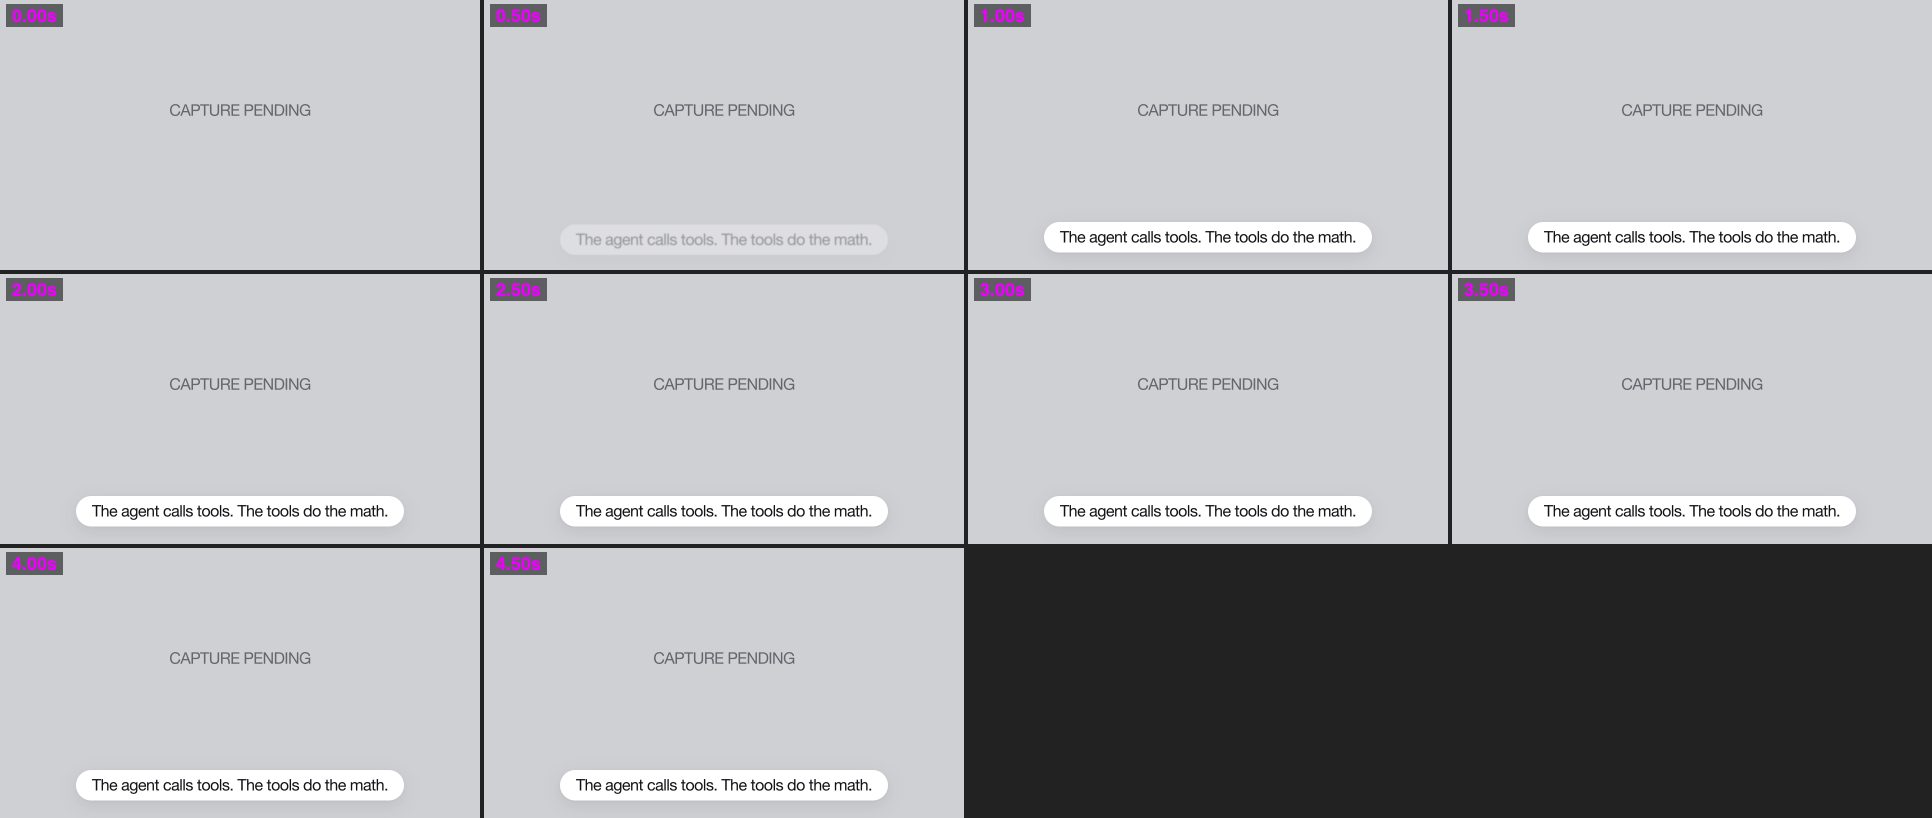 0.00s
CAPTURE PENDING
0.50s
CAPTURE PENDING
The agent calls tools. The tools do the math.
1.00s
CAPTURE PENDING
The agent calls tools. The tools do the math.
1.50s
CAPTURE PENDING
The agent calls tools. The tools do the math.
2.00s
CAPTURE PENDING
The agent calls tools. The tools do the math.
2.50s
CAPTURE PENDING
The agent calls tools. The tools do the math.
3.00s
CAPTURE PENDING
The agent calls tools. The tools do the math.
3.50s
CAPTURE PENDING
The agent calls tools. The tools do the math.
4.00s
CAPTURE PENDING
The agent calls tools. The tools do the math.
4.50s
CAPTURE PENDING
The agent calls tools. The tools do the math.